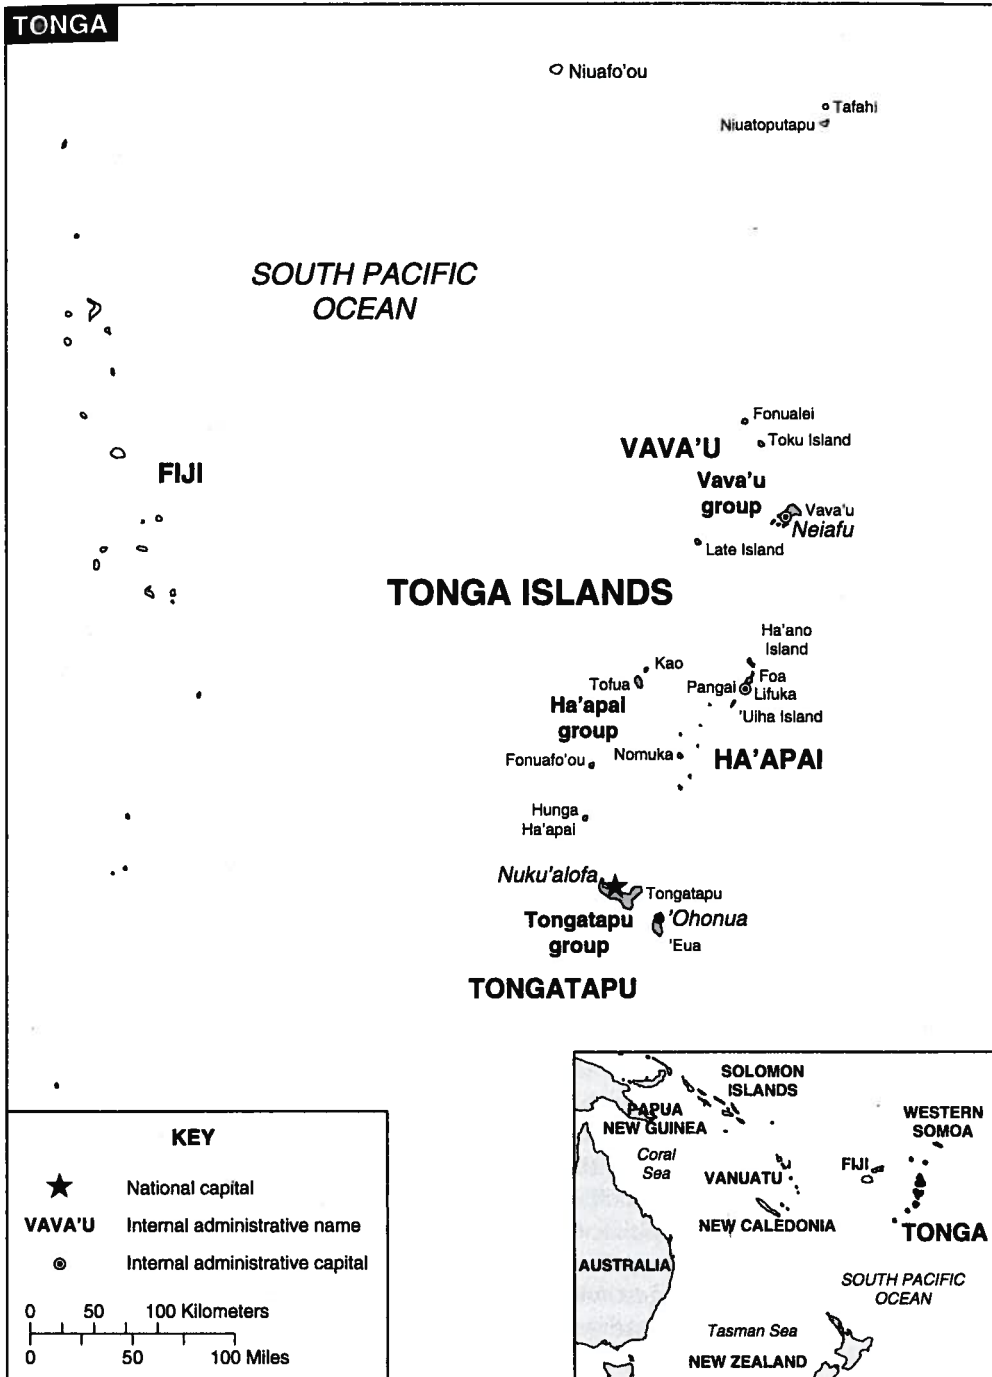 TONGA
Niuafo'ou
Tafahi
Niuatoputapu
SOUTH PACIFIC
OCEAN
Fonualei
VAVA'U
Toku Island
FIJI
Vava'u
group
Vava'u
Neiafu
Late Island
TONGA ISLANDS
Ha'ano
Island
Kao
Foa
Tofua
Pangai
Lifuka
Ha'apai
group
'Uiha Island
Fonuafo'ou
Nomuka
HA'APAI
Hunga
Ha'apai
Nuku'alofa
Tongatapu
Tongatapu
group
'Ohonua
'Eua
TONGATAPU
KEY
National capital
VAVA'U Internal administrative name
Internal administrative capital
0 50 100 Kilometers
0 50 100 Miles
SOLOMON
ISLANDS
PAPUA
NEW GUINEA
WESTERN
SOMOA
Coral
Sea
VANUATU
FIJI
NEW CALEDONIA
TONGA
AUSTRALIA
SOUTH PACIFIC
OCEAN
Tasman Sea
NEW ZEALAND